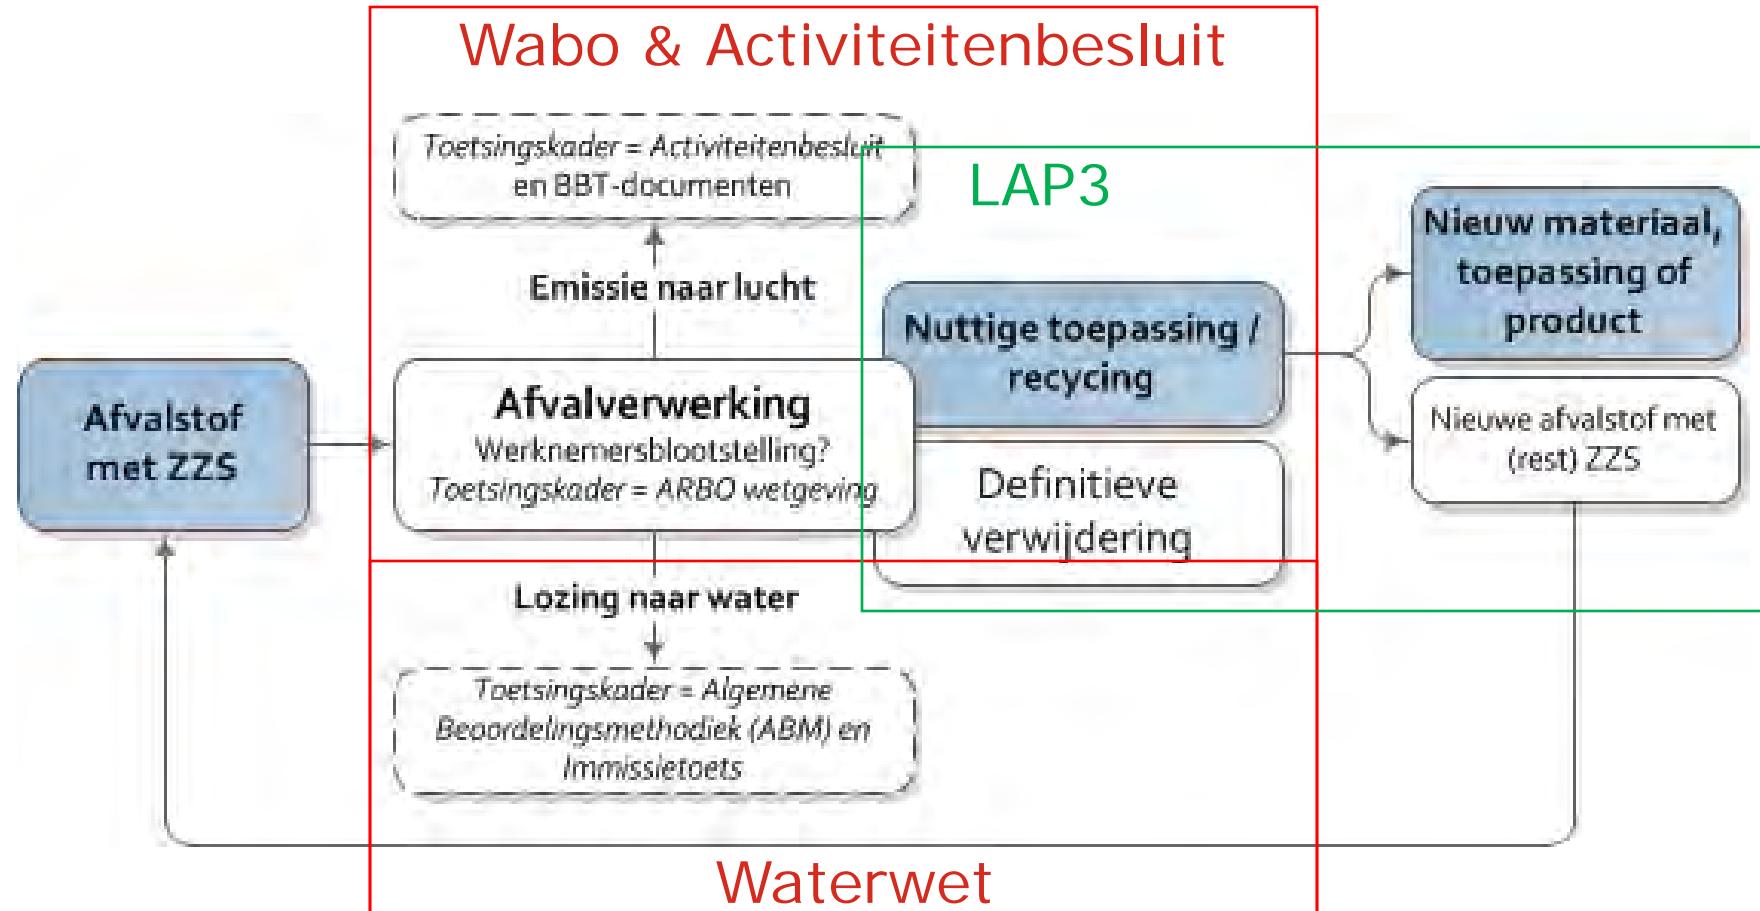 Wabo & Activiteitenbesluit
Toetsingskader = Activiteitenbesluit
en BBT-documenten
LAP3
Emissie naar lucht
Nieuw materiaal,
toepassing of
product
Nuttige toepassing /
recycing
Afvalstof
met ZZS
Afvalverwerking
Werknemersblootstelling?
Toetsingskader = ARBO wetgeving
Nieuwe afvalstof met
(rest) ZZS
Definitieve
verwijdering
Lozing naar water
Toetsingskader = Algemene
Beoordelingsmethodiek (ABM) en
Immissietoets
Waterwet